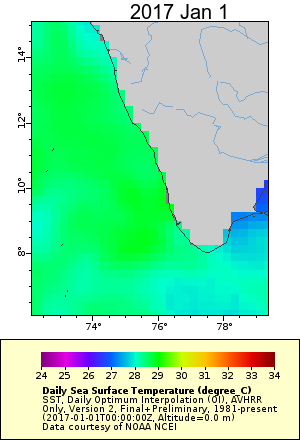 2017 Jan 1
14°
12°
10°
8°
74°
76°
78°
24 25 26 27 28 29 30 31 32 33 34
Daily Sea Surface Temperature (degree_C)
SST, Daily Optimum Interpolation (OI), AVHRR
Only, Version 2, Final+Preliminary, 1981-present
(2017-01-01T00:00:00Z, Altitude=0.0 m)
Data courtesy of NOAA NCEI